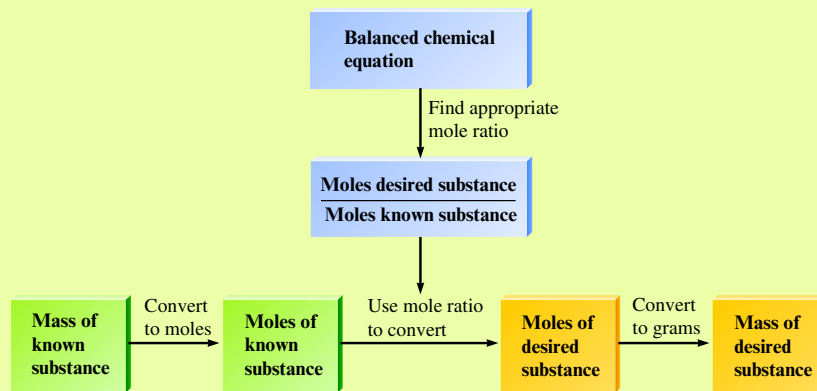 Balanced chemical
equation
Find appropriate
mole ratio
Moles desired substance
Moles known substance
Mass of
known
substance
Convert
to moles
Moles of
known
substance
Use mole ratio
to convert
Moles of
desired
substance
Convert
to grams
Mass of
desired
substance